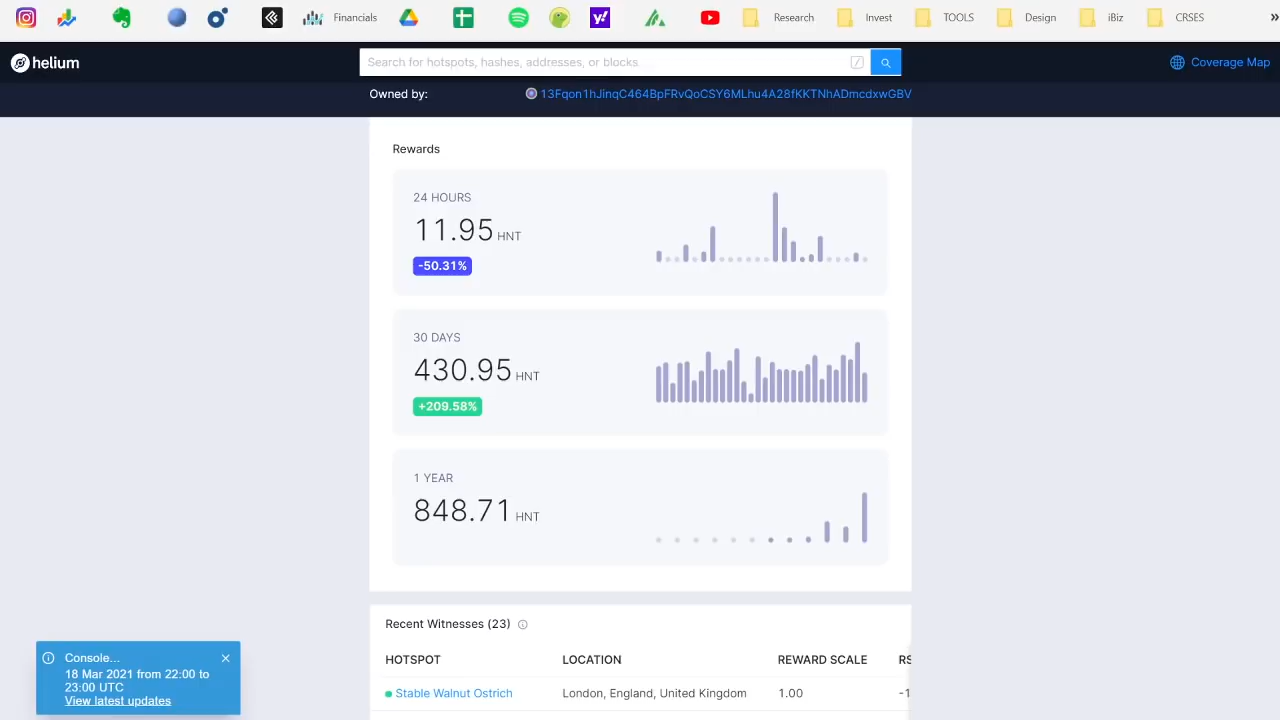 Financials
Research
Invest
TOOLS
Design
iBiz
CRSES
»
helium
Search for hotspots, hashes, addresses, or blocks
/
Coverage Map
Owned by:
13Fqon1hJinqC464BpFRvQoCSY6MLhu4A28fKKTNhADmcdxwGBV
Rewards
24 HOURS
11.95 HNT
-50.31%
30 DAYS
430.95 HNT
+209.58%
1 YEAR
848.71 HNT
Recent Witnesses (23)
HOTSPOT LOCATION REWARD SCALE RS
Stable Walnut Ostrich London, England, United Kingdom 1.00 -1
Console...
18 Mar 2021 from 22:00 to
23:00 UTC
View latest updates